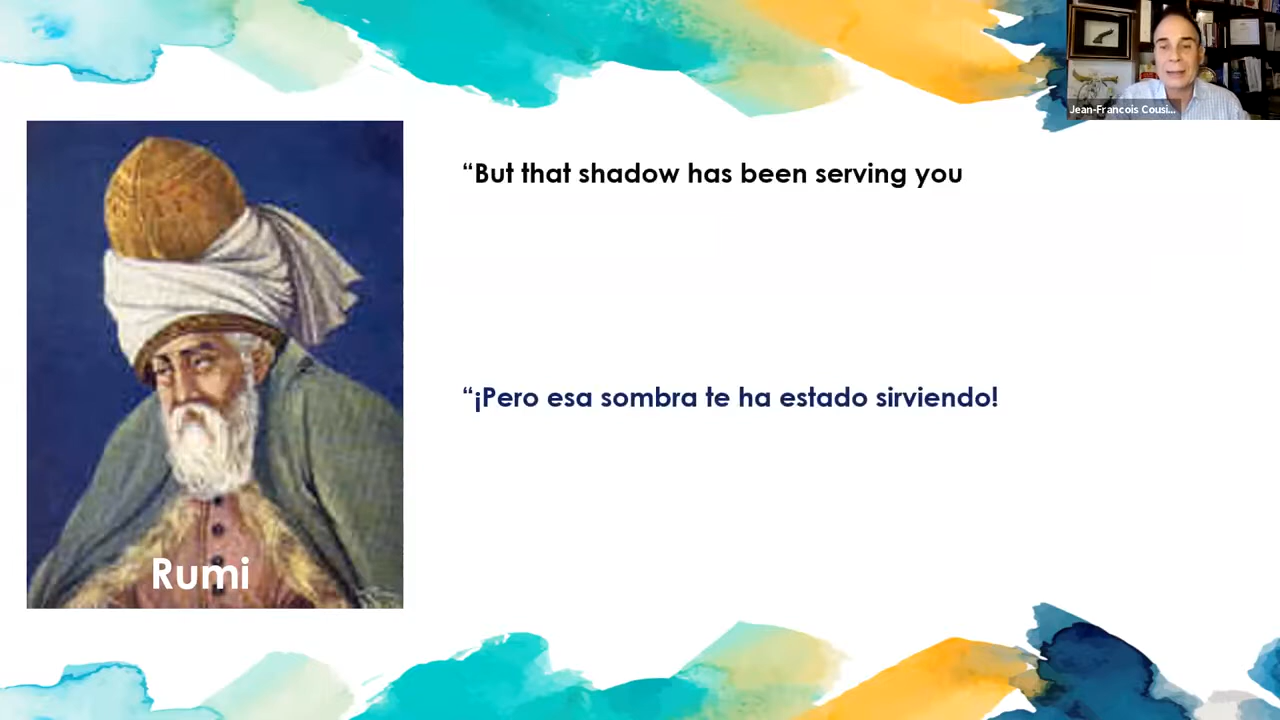 Jean-Francois Cousi...
“But that shadow has been serving you
“¡Pero esa sombra te ha estado sirviendo!
Rumi